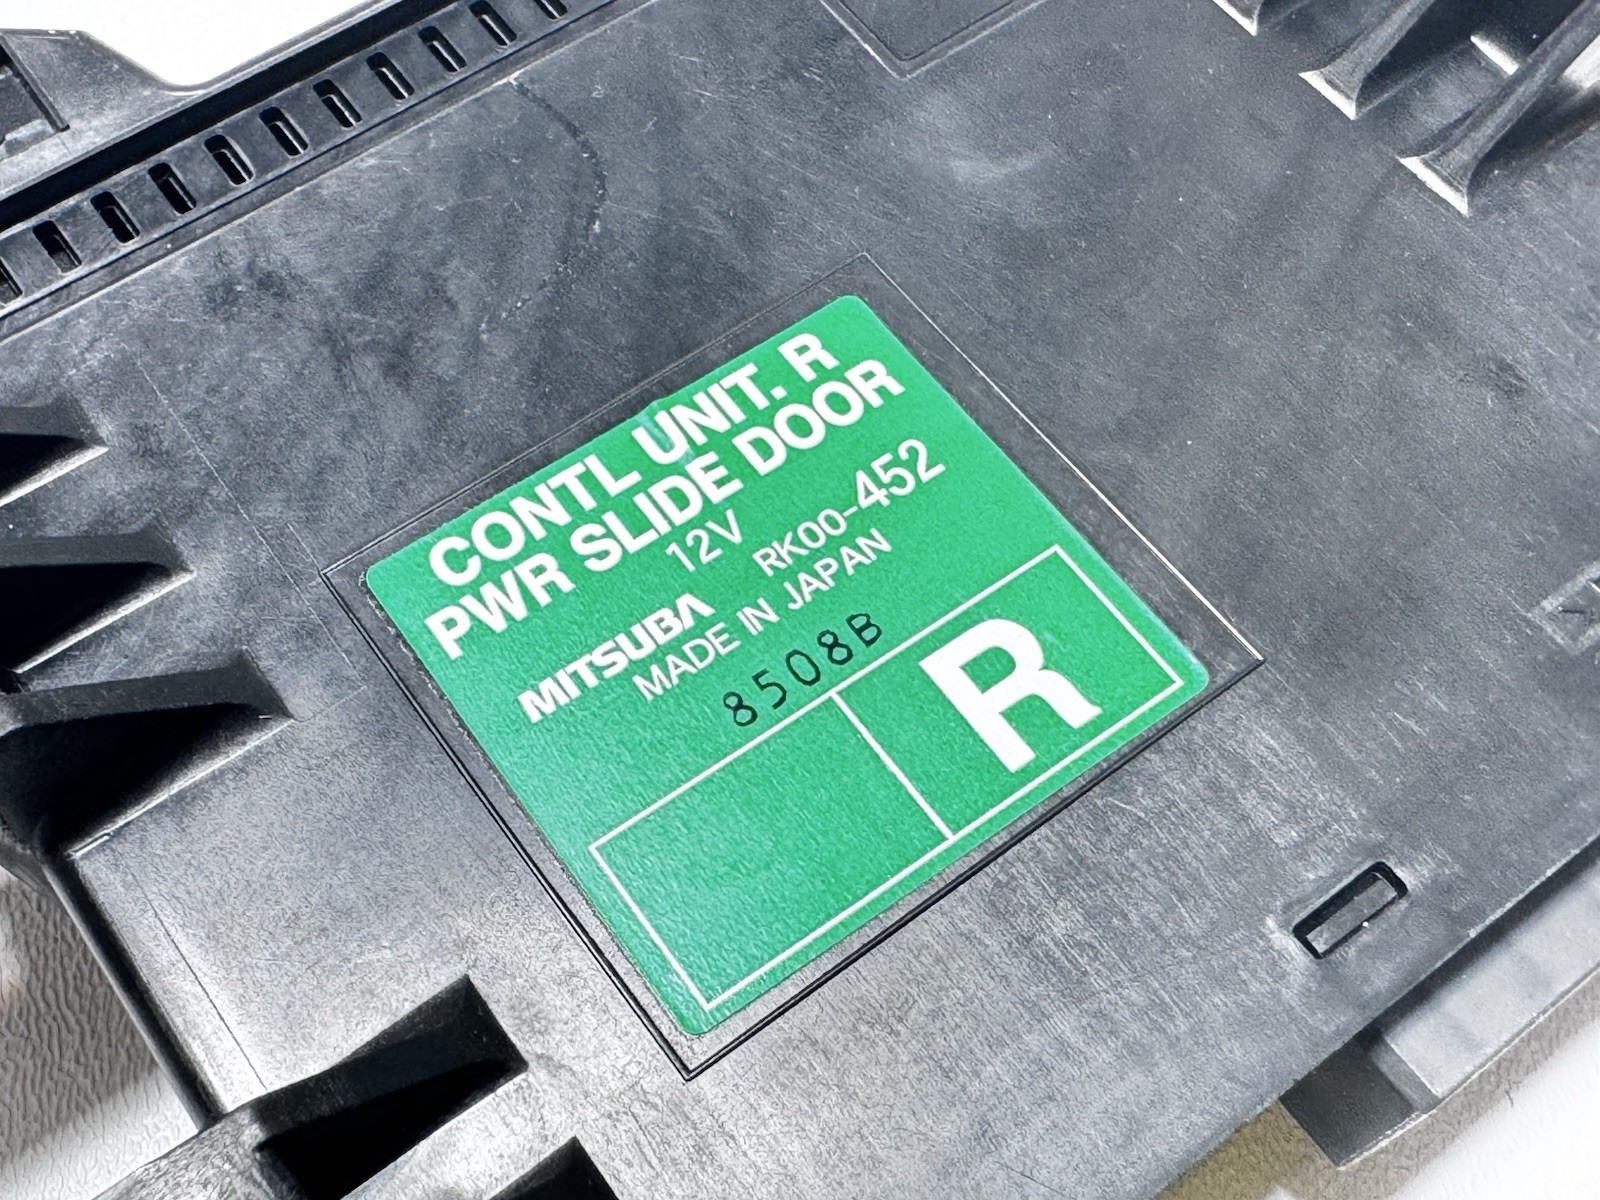 CONTL UNIT. R
PWR SLIDE DOOR
12V
RK00-452
MITSUBA
MADE IN JAPAN
8508B
R